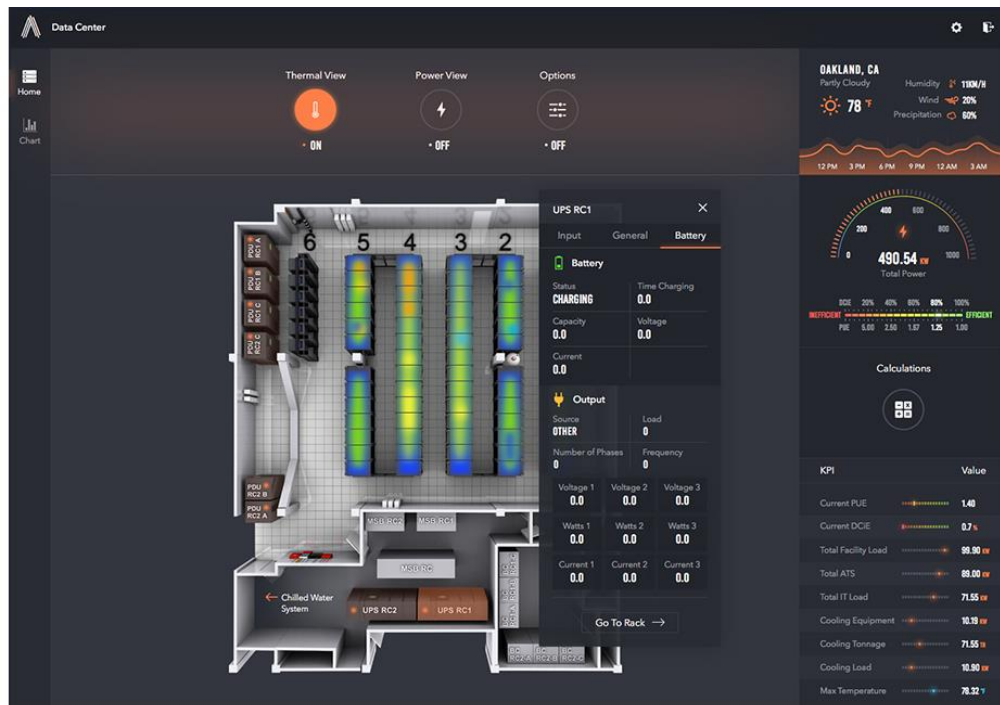 Data Center
Home
Chart
Thermal View
Power View
Options
• ON
• OFF
• OFF
OAKLAND, CA
Partly Cloudy
78 °F
Humidity 11KM/H
Wind 20%
Precipitation 60%
12 PM 3 PM 6 PM 9 PM 12 AM 3 AM
0 200 400 600 800 1000
490.54 KW
Total Power
DCIE 20% 40% 60% 80% 100%
INEFFICIENT EFFICIENT
PUE 5.00 2.50 1.67 1.25 1.00
Calculations
KPI Value
Current PUE 1.40
Current DCiE 0.7 %
Total Facility Load 99.90 KW
Total ATS 89.00 KW
Total IT Load 71.55 KW
Cooling Equipment 10.19 KW
Cooling Tonnage 71.55 TR
Cooling Load 10.90 KW
Max Temperature 78.32 °F
UPS RC1
Input General Battery
Battery
Status
CHARGING
Time Charging
0.0
Capacity
0.0
Voltage
0.0
Current
0.0
Output
Source
OTHER
Load
0
Number of Phases
0
Frequency
0
Voltage 1 Voltage 2 Voltage 3
0.0 0.0 0.0
Watts 1 Watts 2 Watts 3
0.0 0.0 0.0
Current 1 Current 2 Current 3
0.0 0.0 0.0
Go To Rack →
6 5 4 3 2
PDU
RC1 A
PDU
RC1 B
PDU
RC1 C
PDU
RC2 C
PDU
RC2 B
PDU
RC2 A
MSB RC2
MSB RC1
MSB RC
← Chilled Water
System
UPS RC2
UPS RC1
BC
RC2-A
BC
RC2-B
BC
RC2-C